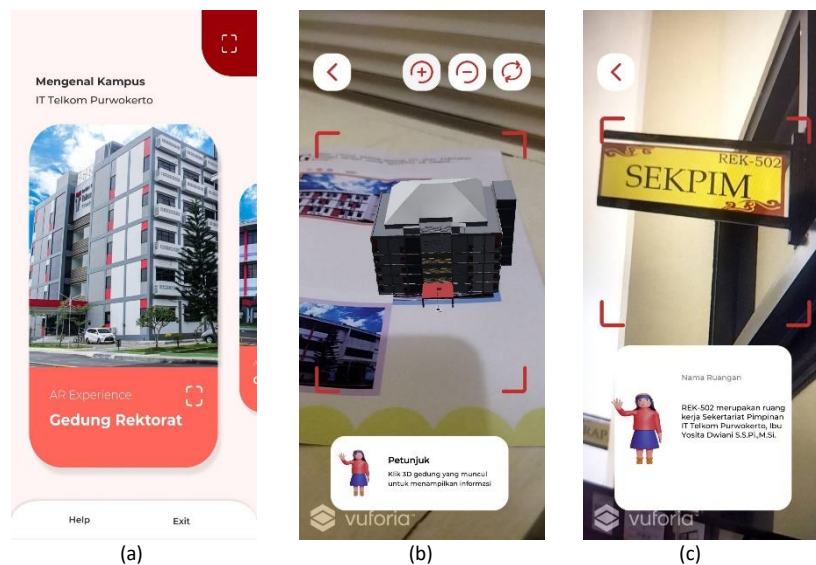 Mengenal Kampus
IT Telkom Purwokerto
AR Experience
Gedung Rektorat
Help
Exit
(a)
Petunjuk
Klik 3D gedung yang muncul
untuk menampilkan informasi
vuforia
(b)
REK-502
SEKPIM
Nama Ruangan
REK-502 merupakan ruang
kerja Sekertariat Pimpinan
IT Telkom Purwokerto, Ibu
Yosita Dwiani S.S.Pi.,M.Si.
vuforia
(c)